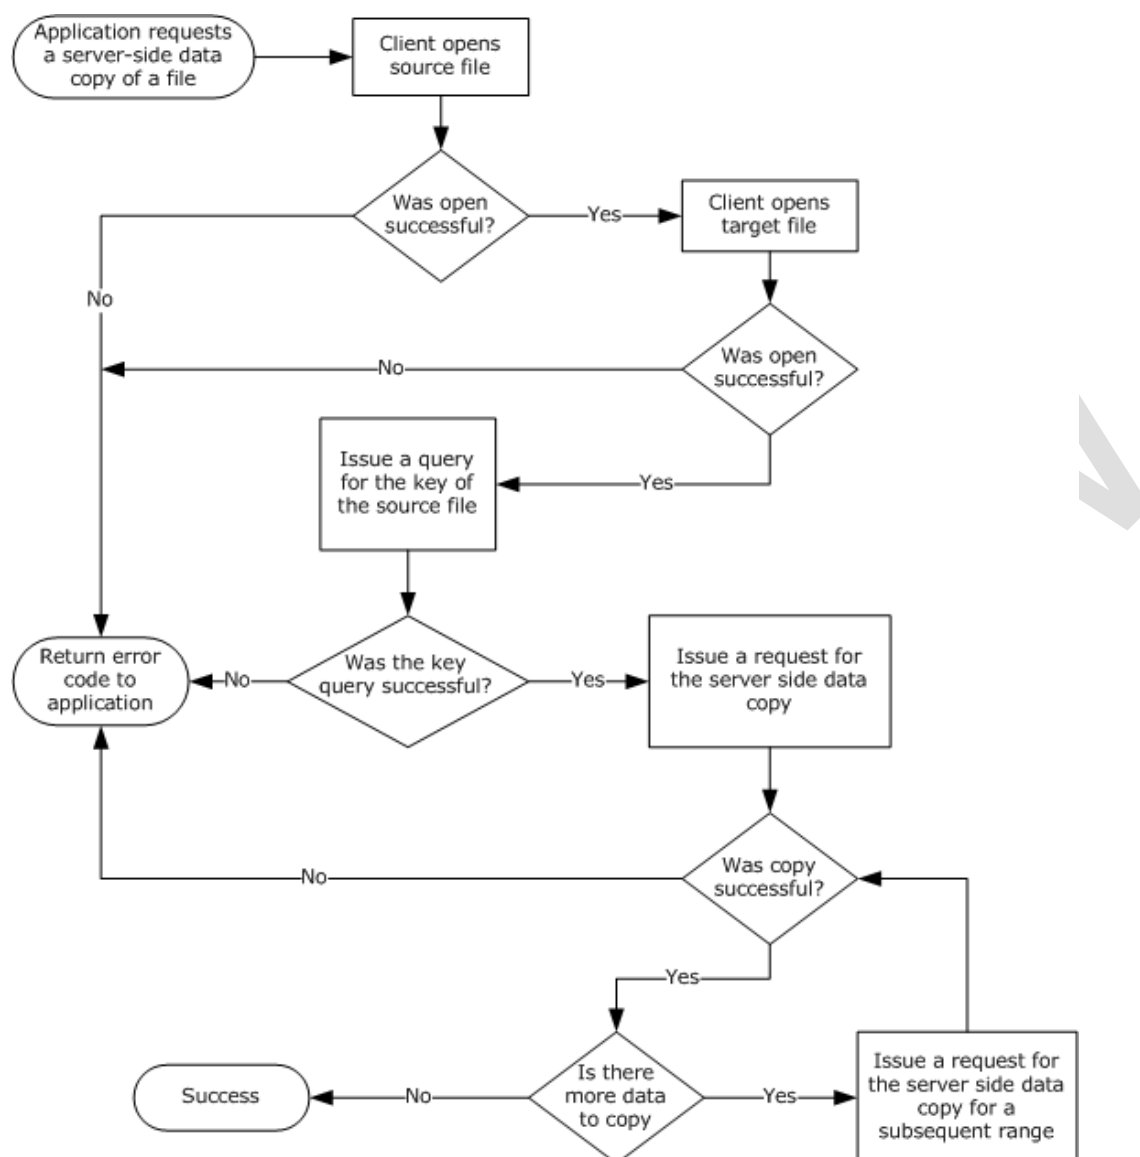 Application requests
a server-side data
copy of a file
Client opens
source file
Was open
successful?
Yes
Client opens
target file
No
Was open
successful?
No
Issue a query
for the key of
the source file
Yes
Return error
code to
application
No
Was the key
query successful?
Yes
Issue a request for
the server side data
copy
Was copy
successful?
No
Yes
Success
No
Is there
more data
to copy
Yes
Issue a request for
the server side data
copy for a
subsequent range